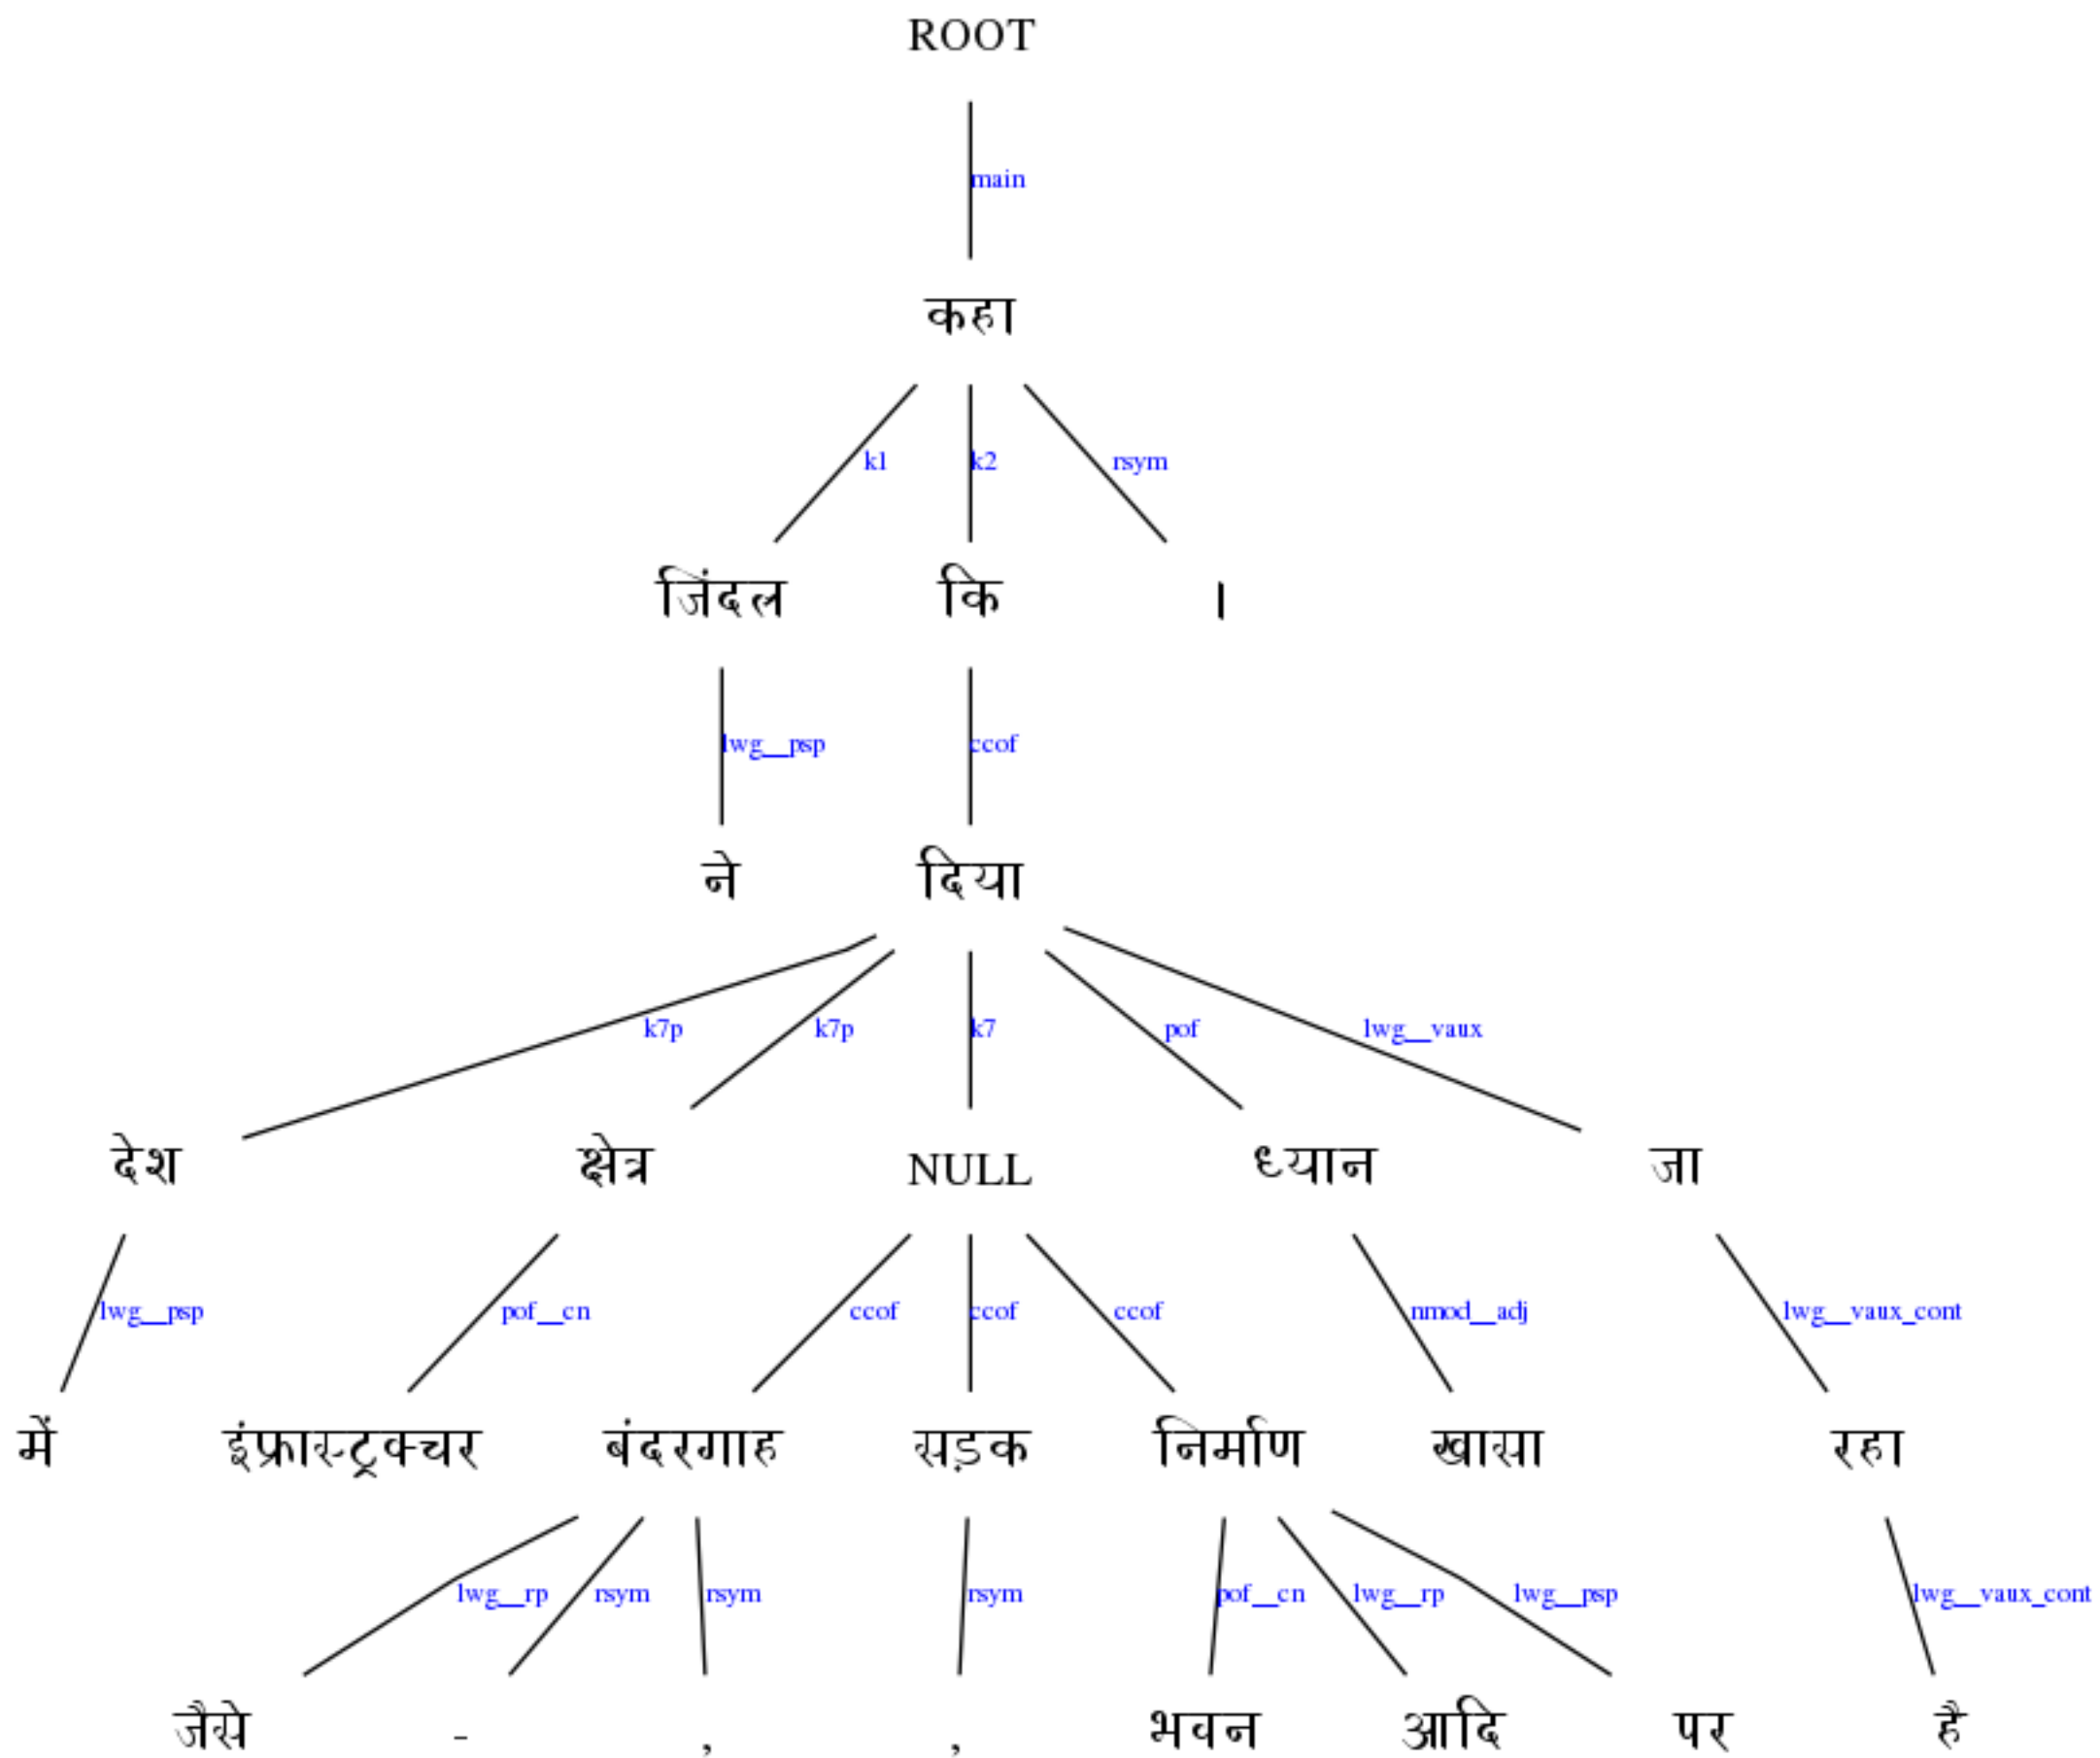 ROOT
main
कहा
k1 k2 rsym
जिंदल कि ।
lwg__psp ccof
ने दिया
k7p k7p k7 pof lwg__vaux
देश क्षेत्र NULL ध्यान जा
lwg__psp pof__cn ccof ccof ccof nmod__adj lwg__vaux_cont
में इंफ्रास्ट्रक्चर बंदरगाह सड़क निर्माण खासा रहा
lwg__rp rsym rsym rsym pof__cn lwg__rp lwg__psp lwg__vaux_cont
जैसे - , , भवन आदि पर है